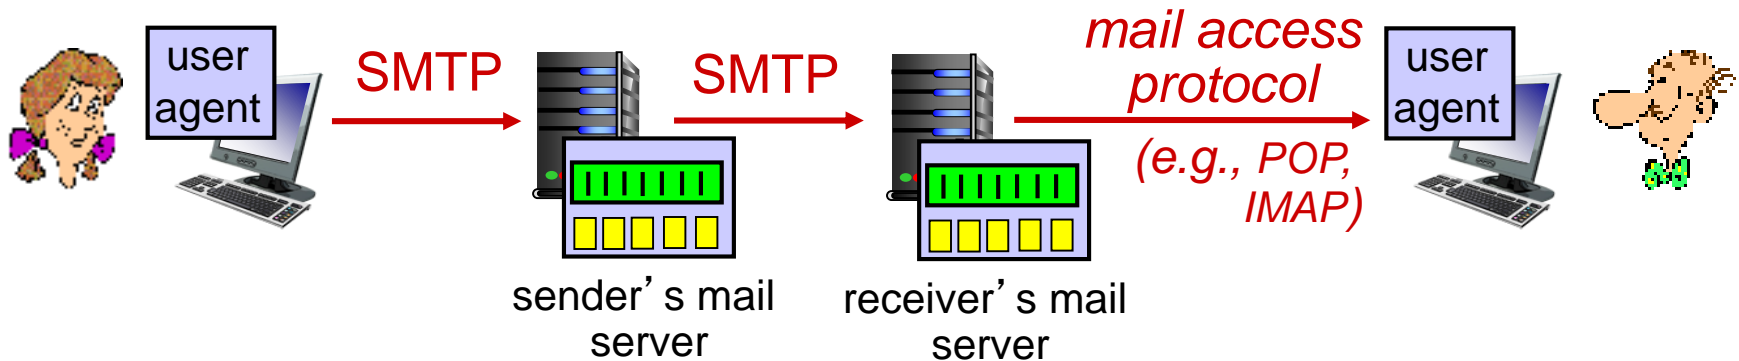 user
agent
SMTP
SMTP
mail access
protocol
(e.g., POP,
IMAP)
user
agent
sender’s mail
server
receiver’s mail
server